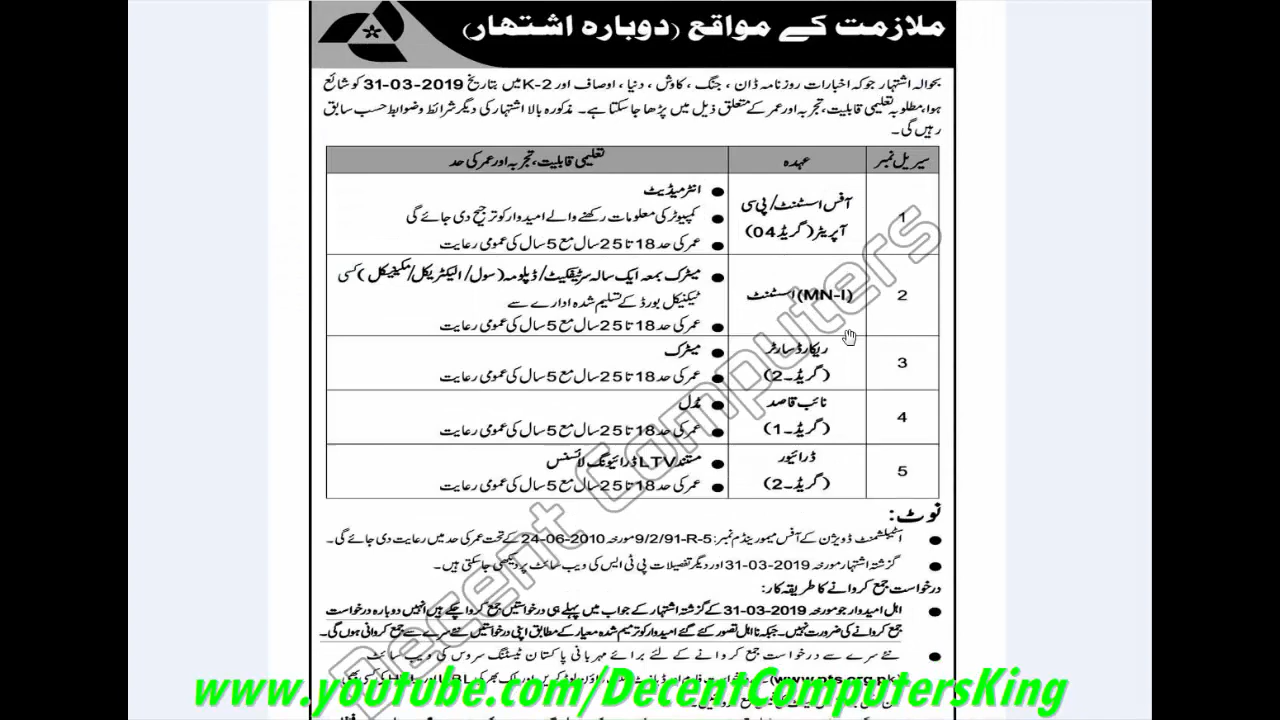 ملازمت کے مواقع (دوبارہ اشتہار)
بحوالہ اشتہار جو کہ اخبارات روزنامہ ڈان ، جنگ ، کاوش ، دنیا ، اوصاف اور K-2 میں بتاریخ 31-03-2019 کو شائع
ہوا، مطلوبہ تعلیمی قابلیت، تجربہ اور عمر کے متعلق ذیل میں پڑھا جا سکتا ہے۔ مذکورہ بالا اشتہار کی دیگر شرائط وضوابط حسب سابق
رہیں گی۔
سیریل نمبر عہدہ تعلیمی قابلیت، تجربہ اور عمر کی حد
1 آفس اسسٹنٹ/ پی سی آپریٹر (گریڈ 04)
● انٹرمیڈیٹ
● کمپیوٹر کی معلومات رکھنے والے امیدوار کو ترجیح دی جائے گی
● عمر کی حد 18 تا 25 سال مع 5 سال کی عمومی رعایت
2 (MN-I) اسسٹنٹ
● میٹرک بمعہ ایک سالہ سرٹیفکیٹ/ ڈپلومہ (سول/ الیکٹریکل/ مکینیکل) کسی
ٹیکنیکل بورڈ کے تسلیم شدہ ادارے سے
● عمر کی حد 18 تا 25 سال مع 5 سال کی عمومی رعایت
3 ریکارڈ سارٹر (گریڈ۔2)
● میٹرک
● عمر کی حد 18 تا 25 سال مع 5 سال کی عمومی رعایت
4 نائب قاصد (گریڈ۔1)
● مڈل
● عمر کی حد 18 تا 25 سال مع 5 سال کی عمومی رعایت
5 ڈرائیور (گریڈ۔2)
● مستند LTV ڈرائیونگ لائسنس
● عمر کی حد 18 تا 25 سال مع 5 سال کی عمومی رعایت
نوٹ:
● اسٹیبلشمنٹ ڈویژن کے آفس میمورینڈم نمبر: 9/2/91-R-5 مورخہ 24-06-2010 کے تحت عمر کی حد میں رعایت دی جائے گی۔
● گزشتہ اشتہار مورخہ 31-03-2019 اور دیگر تفصیلات پی ٹی ایس کی ویب سائٹ پر دیکھی جا سکتی ہیں۔
درخواست جمع کروانے کا طریقہ کار:
● اہل امیدوار جو مورخہ 31-03-2019 کے گزشتہ اشتہار کے جواب میں پہلے ہی درخواستیں جمع کروا چکے ہیں انہیں دوبارہ درخواست
جمع کروانے کی ضرورت نہیں۔ جبکہ نااہل تصور کئے گئے امیدوار کو ترمیم شدہ معیار کے مطابق اپنی درخواستیں نئے سرے سے جمع کروانی ہوں گی۔
● نئے سرے سے درخواست جمع کروانے کے لئے برائے مہربانی پاکستان ٹیسٹنگ سروس کی ویب سائٹ
(www.pts.org.pk)
Decent Computers
www.youtube.com/DecentComputersKing